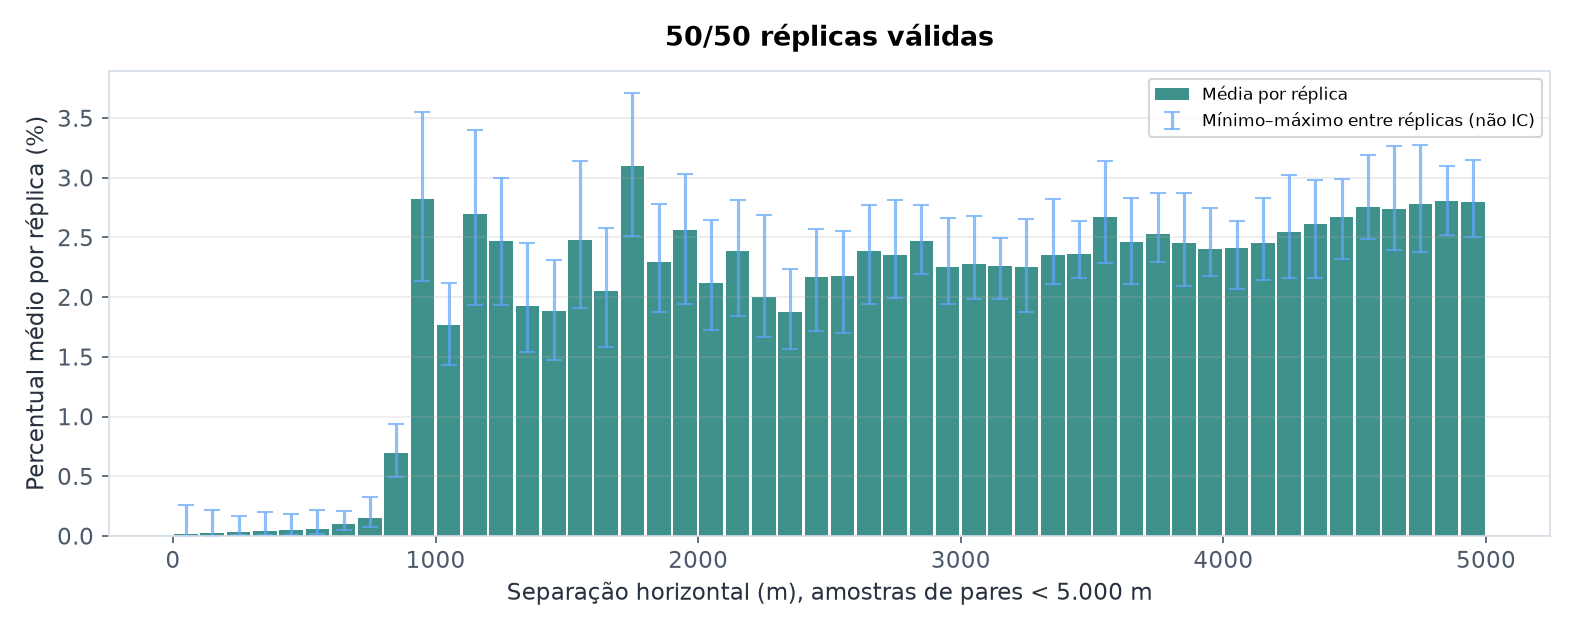 50/50 réplicas válidas
Média por réplica
Mínimo–máximo entre réplicas (não IC)
Percentual médio por réplica (%)
3.5
3.0
2.5
2.0
1.5
1.0
0.5
0.0
0 1000 2000 3000 4000 5000
Separação horizontal (m), amostras de pares < 5.000 m